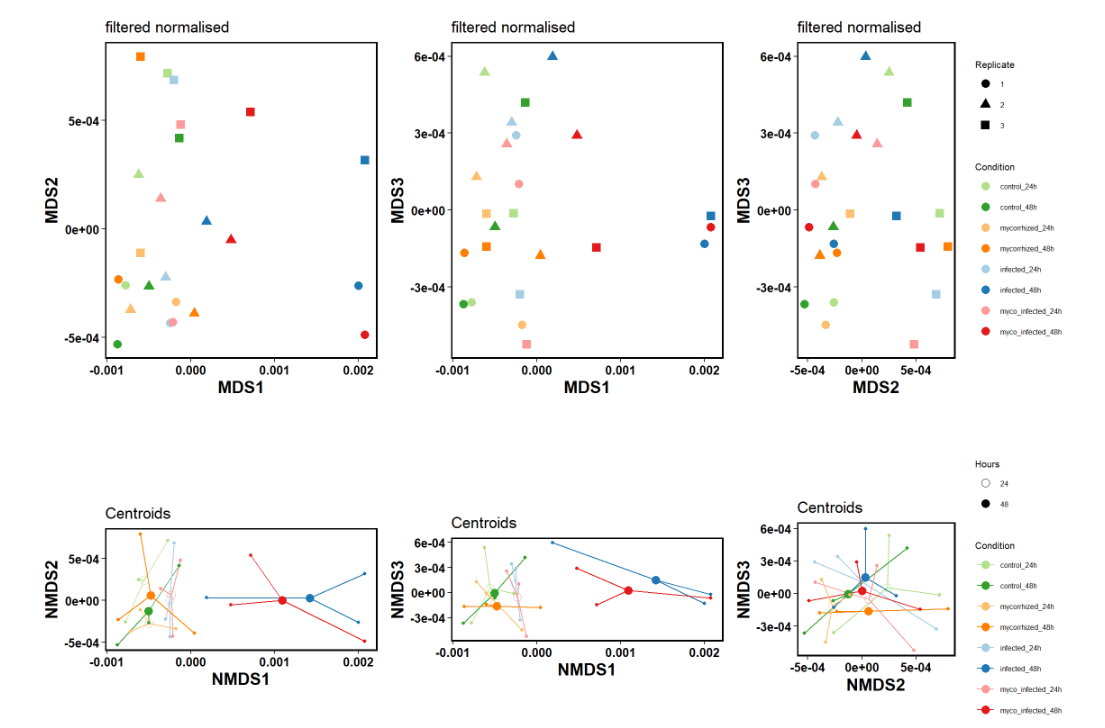 filtered normalised
5e-04
0e+00
-5e-04
MDS2
-0.001
0.000
0.001
0.002
MDS1
filtered normalised
6e-04
3e-04
0e+00
-3e-04
MDS3
-0.001
0.000
0.001
0.002
MDS1
filtered normalised
6e-04
3e-04
0e+00
-3e-04
MDS3
-5e-04
0e+00
5e-04
MDS2
Replicate
1
2
3
Condition
control_24h
control_48h
mycorrhized_24h
mycorrhized_48h
infected_24h
infected_48h
myco_infected_24h
myco_infected_48h
Centroids
5e-04
0e+00
-5e-04
NMDS2
-0.001
0.000
0.001
0.002
NMDS1
Centroids
6e-04
3e-04
0e+00
-3e-04
NMDS3
-0.001
0.000
0.001
0.002
NMDS1
Centroids
6e-04
3e-04
0e+00
-3e-04
NMDS3
-5e-04
0e+00
5e-04
NMDS2
Hours
24
48
Condition
control_24h
control_48h
mycorrhized_24h
mycorrhized_48h
infected_24h
infected_48h
myco_infected_24h
myco_infected_48h